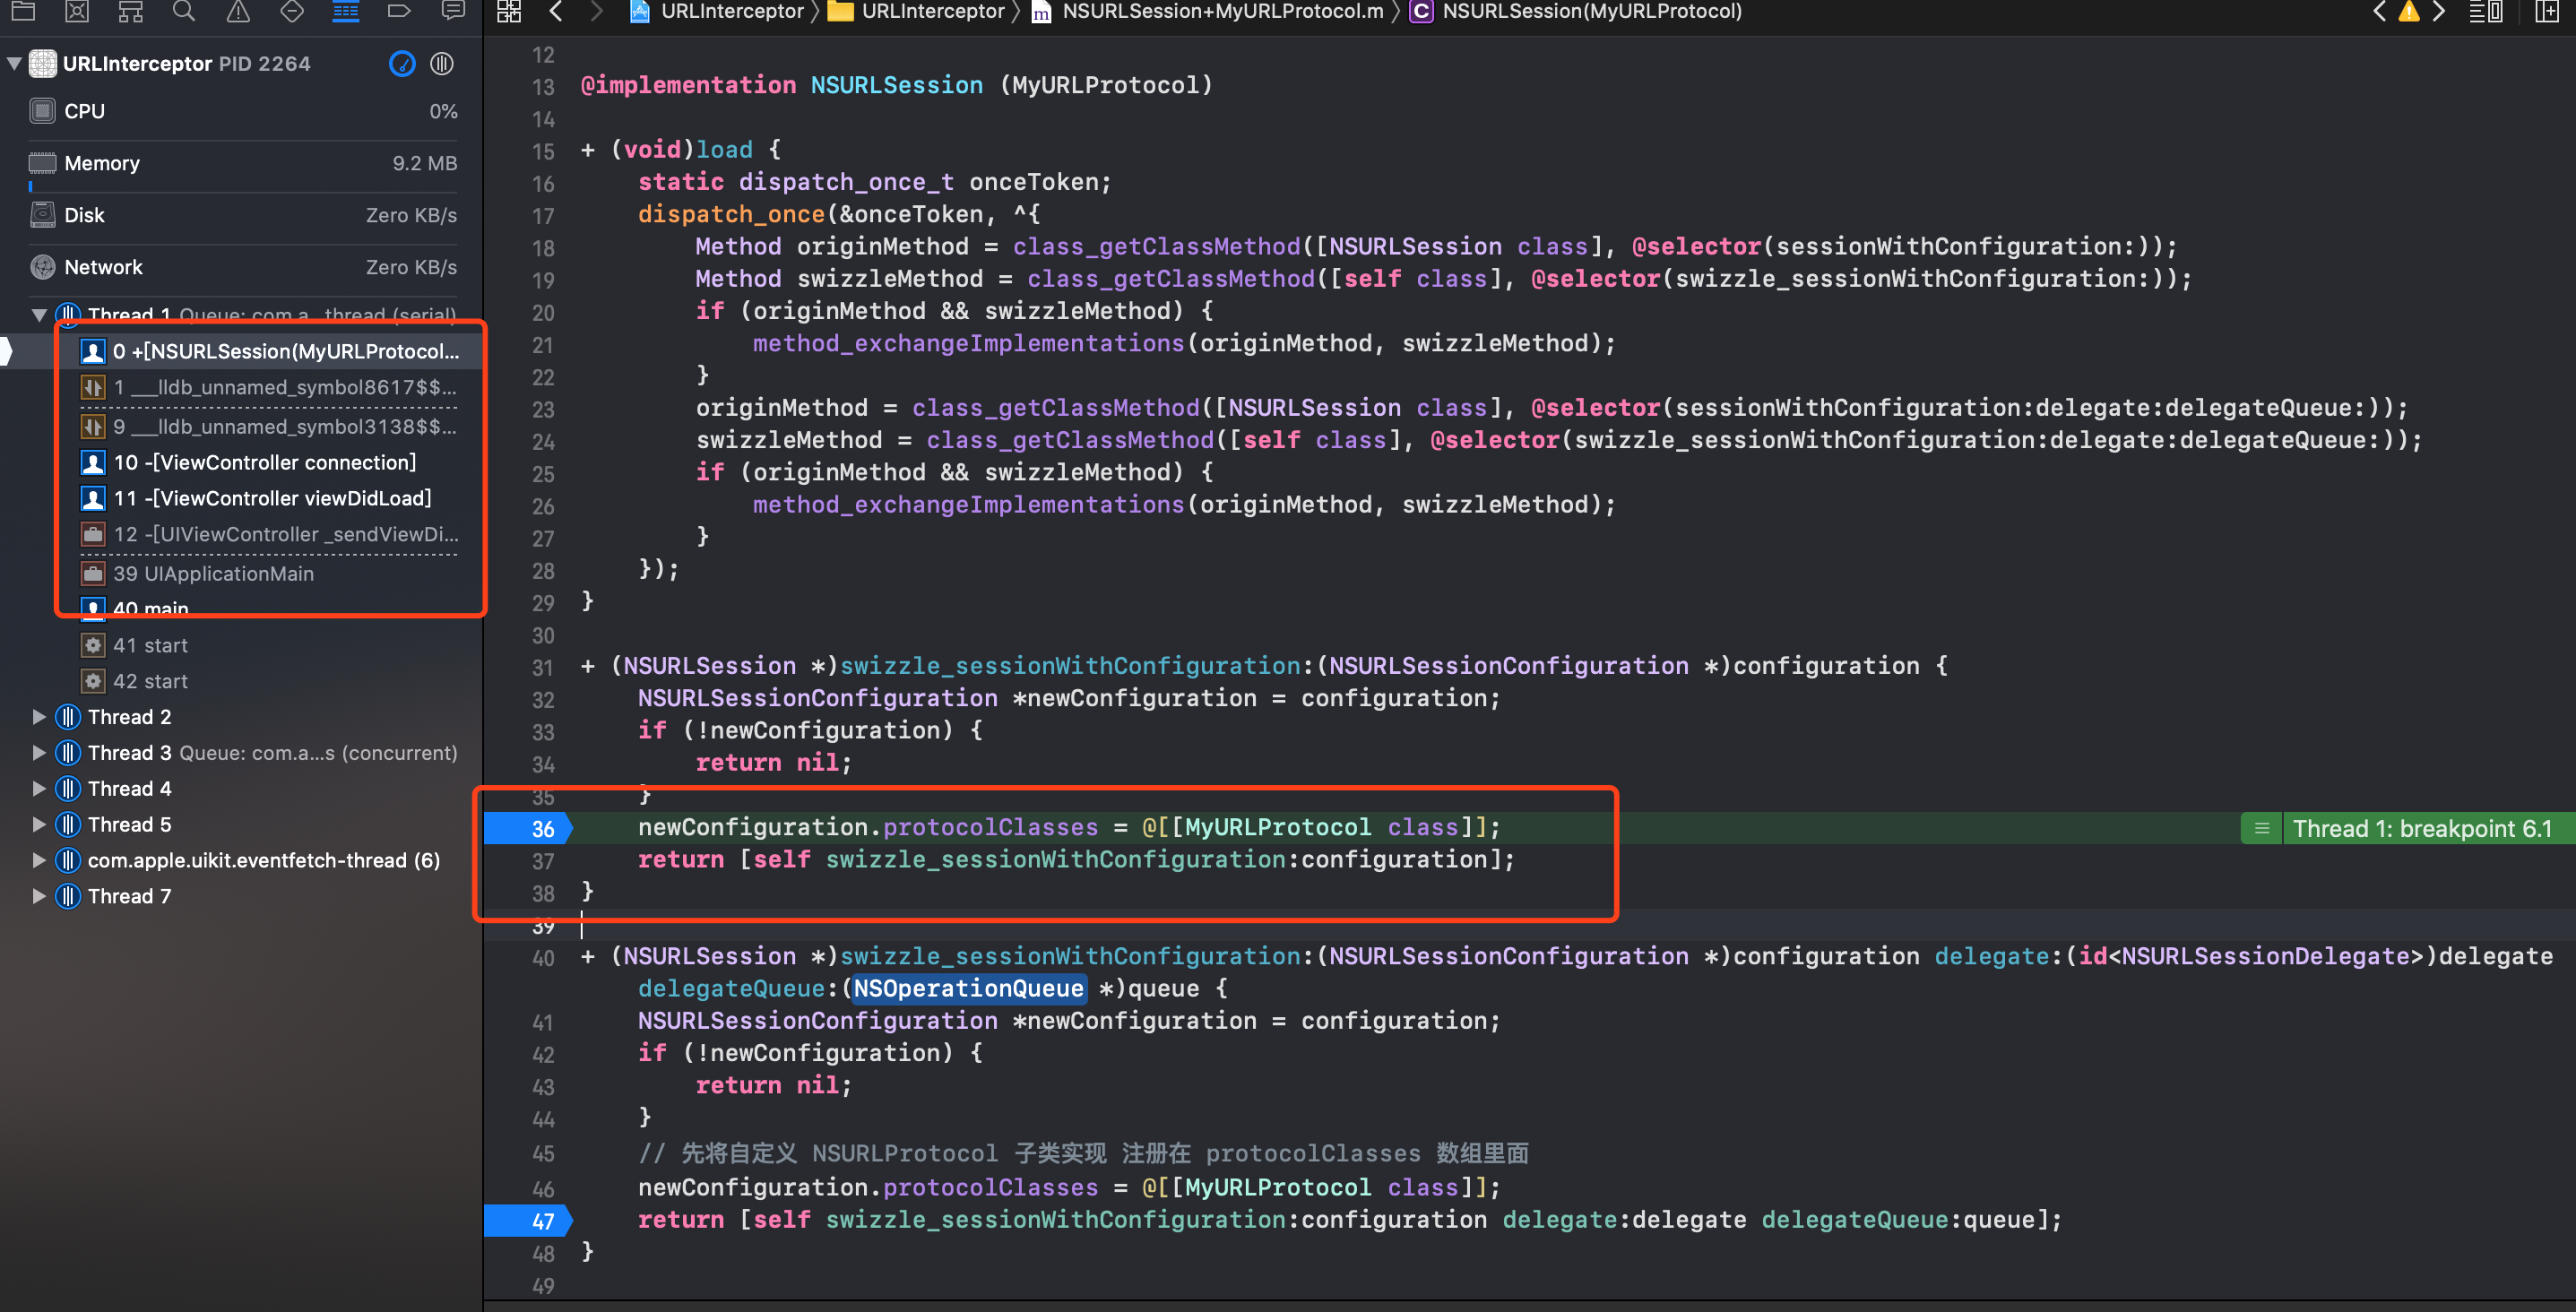 URLInterceptor PID 2264
CPU 0%
Memory 9.2 MB
Disk Zero KB/s
Network Zero KB/s
Thread 1 Queue: com.a...thread (serial)
0 +[NSURLSession(MyURLProtocol...
1 ___lldb_unnamed_symbol8617$$...
9 ___lldb_unnamed_symbol3138$$...
10 -[ViewController connection]
11 -[ViewController viewDidLoad]
12 -[UIViewController _sendViewDi...
39 UIApplicationMain
40 main
41 start
42 start
Thread 2
Thread 3 Queue: com.a...s (concurrent)
Thread 4
Thread 5
com.apple.uikit.eventfetch-thread (6)
Thread 7
URLInterceptor URLInterceptor m NSURLSession+MyURLProtocol.m C NSURLSession(MyURLProtocol)
12
13 @implementation NSURLSession (MyURLProtocol)
14
15 + (void)load {
16 static dispatch_once_t onceToken;
17 dispatch_once(&onceToken, ^{
18 Method originMethod = class_getClassMethod([NSURLSession class], @selector(sessionWithConfiguration:));
19 Method swizzleMethod = class_getClassMethod([self class], @selector(swizzle_sessionWithConfiguration:));
20 if (originMethod && swizzleMethod) {
21 method_exchangeImplementations(originMethod, swizzleMethod);
22 }
23 originMethod = class_getClassMethod([NSURLSession class], @selector(sessionWithConfiguration:delegate:delegateQueue:));
24 swizzleMethod = class_getClassMethod([self class], @selector(swizzle_sessionWithConfiguration:delegate:delegateQueue:));
25 if (originMethod && swizzleMethod) {
26 method_exchangeImplementations(originMethod, swizzleMethod);
27 }
28 });
29 }
30
31 + (NSURLSession *)swizzle_sessionWithConfiguration:(NSURLSessionConfiguration *)configuration {
32 NSURLSessionConfiguration *newConfiguration = configuration;
33 if (!newConfiguration) {
34 return nil;
35 }
36 newConfiguration.protocolClasses = @[[MyURLProtocol class]]; Thread 1: breakpoint 6.1
37 return [self swizzle_sessionWithConfiguration:configuration];
38 }
39
40 + (NSURLSession *)swizzle_sessionWithConfiguration:(NSURLSessionConfiguration *)configuration delegate:(id<NSURLSessionDelegate>)delegate
delegateQueue:(NSOperationQueue *)queue {
41 NSURLSessionConfiguration *newConfiguration = configuration;
42 if (!newConfiguration) {
43 return nil;
44 }
45 // 先将自定义 NSURLProtocol 子类实现 注册在 protocolClasses 数组里面
46 newConfiguration.protocolClasses = @[[MyURLProtocol class]];
47 return [self swizzle_sessionWithConfiguration:configuration delegate:delegate delegateQueue:queue];
48 }
49